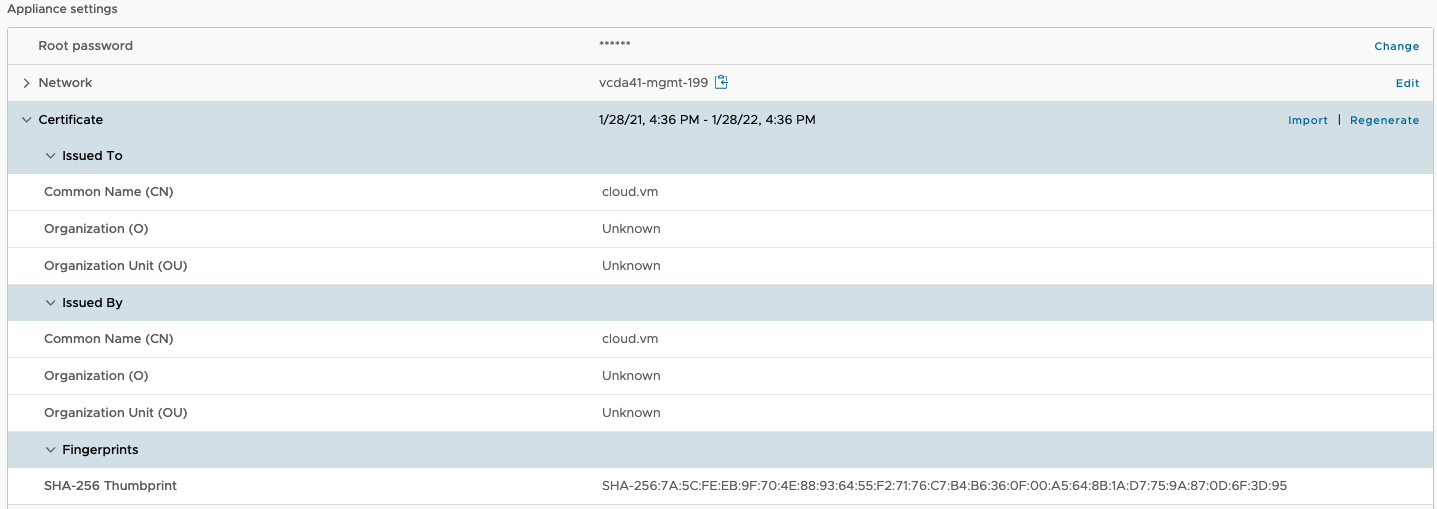 Appliance settings
Root password ****** Change
Network vcda41-mgmt-199 Edit
Certificate 1/28/21, 4:36 PM - 1/28/22, 4:36 PM Import | Regenerate
Issued To
Common Name (CN) cloud.vm
Organization (O) Unknown
Organization Unit (OU) Unknown
Issued By
Common Name (CN) cloud.vm
Organization (O) Unknown
Organization Unit (OU) Unknown
Fingerprints
SHA-256 Thumbprint SHA-256:7A:5C:FE:EB:9F:70:4E:88:93:64:55:F2:71:76:C7:B4:B6:36:0F:00:A5:64:8B:1A:D7:75:9A:87:0D:6F:3D:95